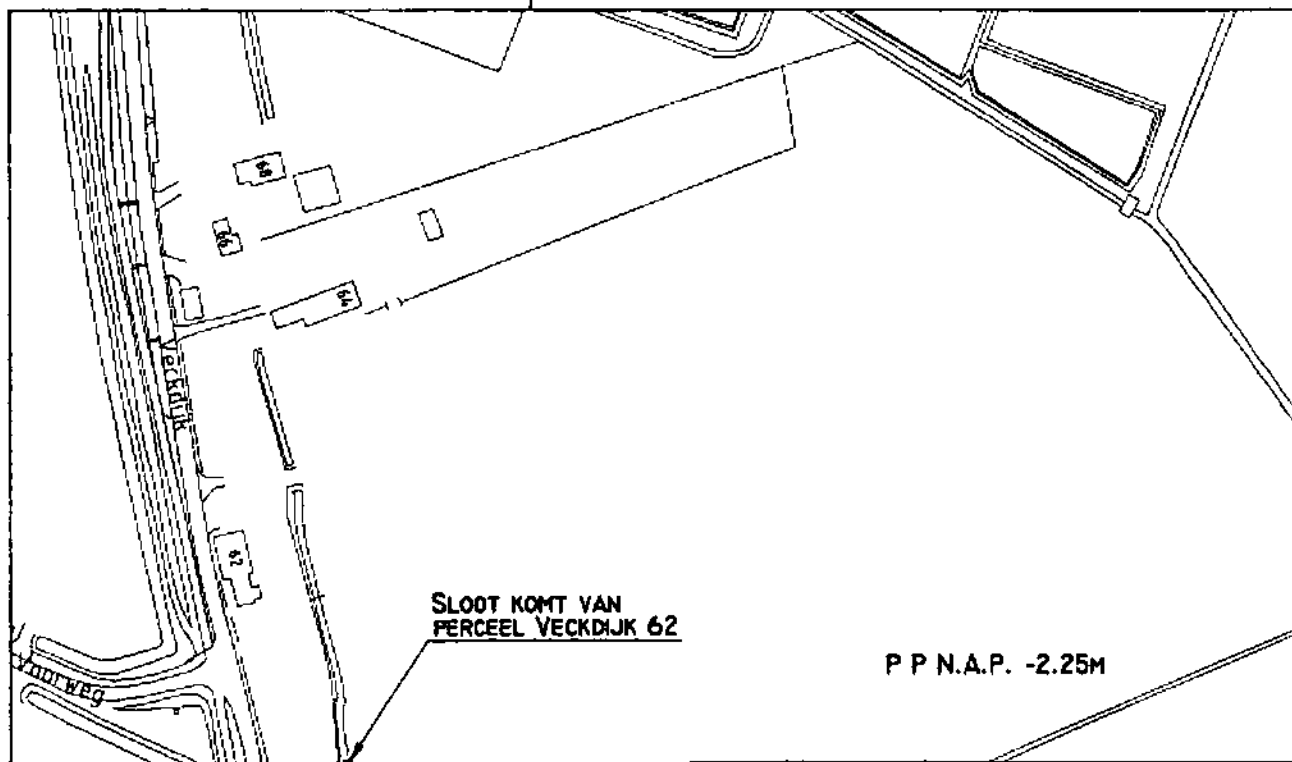 68
66
64
Veckdijk
62
SLOOT KOMT VAN
PERCEEL VECKDIJK 62
P P N.A.P. -2.25M
Voorweg